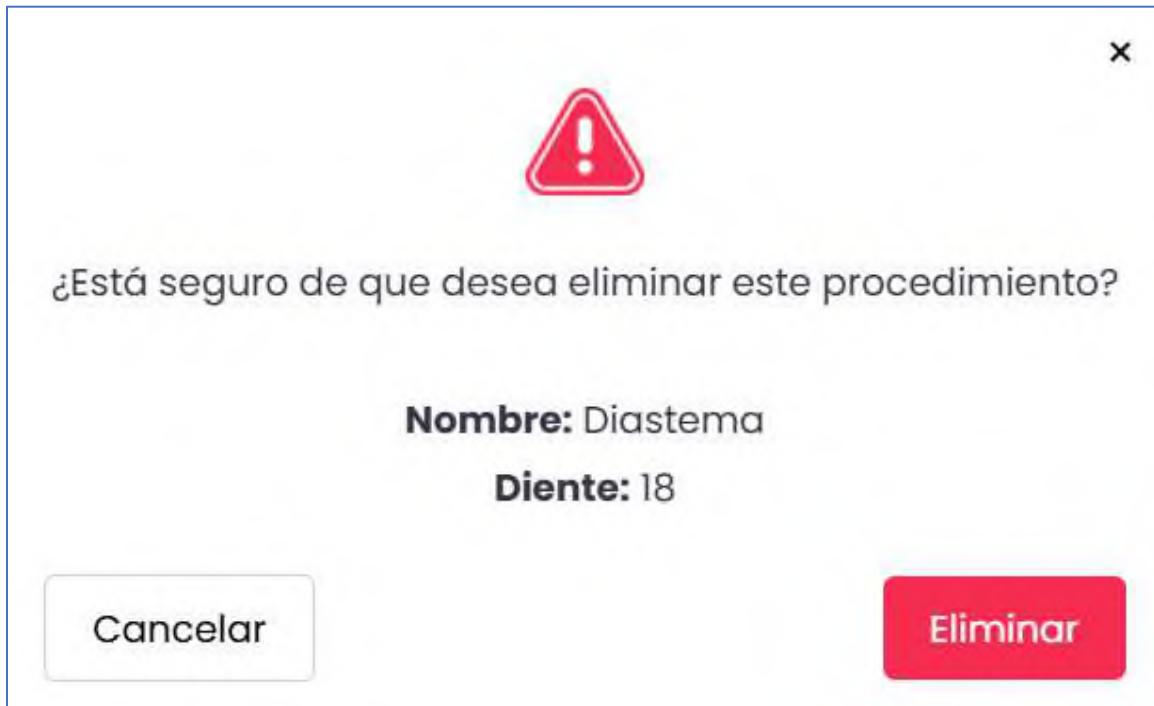 ¿Está seguro de que desea eliminar este procedimiento?
Nombre: Diastema
Diente: 18
Cancelar
Eliminar